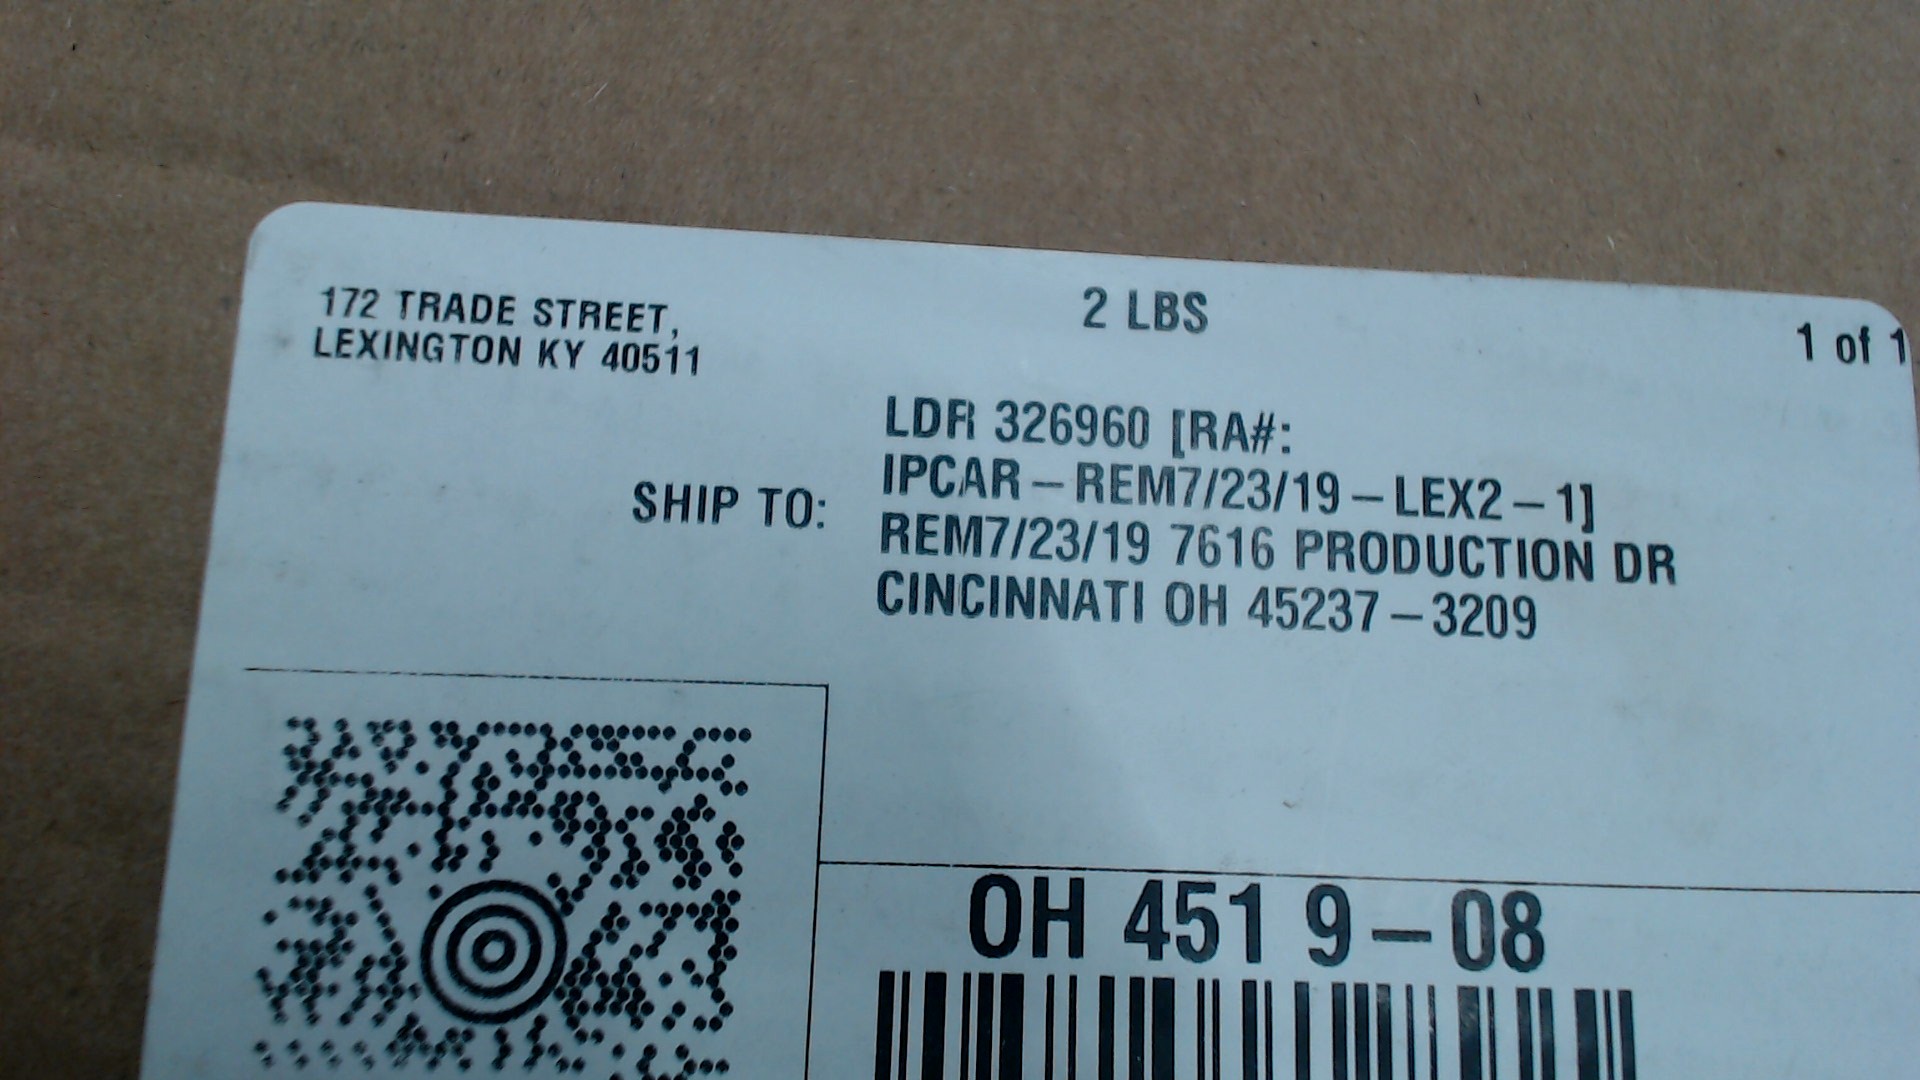 172 TRADE STREET,
LEXINGTON KY 40511
2 LBS
1 of 1
SHIP TO:
LDR 326960 [RA#:
IPCAR–REM7/23/19–LEX2–1]
REM7/23/19 7616 PRODUCTION DR
CINCINNATI OH 45237–3209
OH 451 9–08